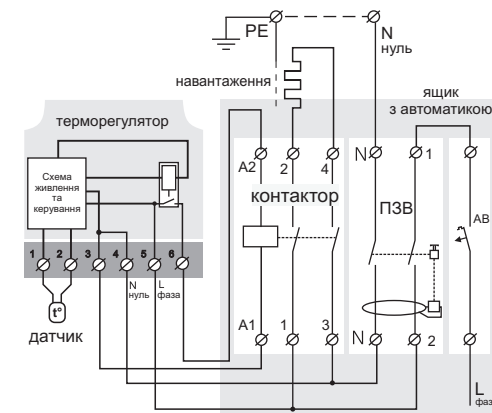 PE
N
нуль
навантаження
ящик
з автоматикою
терморегулятор
Схема
живлення
та
керування
A2
2
4
N
1
контактор
ПЗВ
АВ
1
2
3
4
5
6
N
нуль
L
фаза
t°
датчик
A1
1
3
N
2
L
фаза